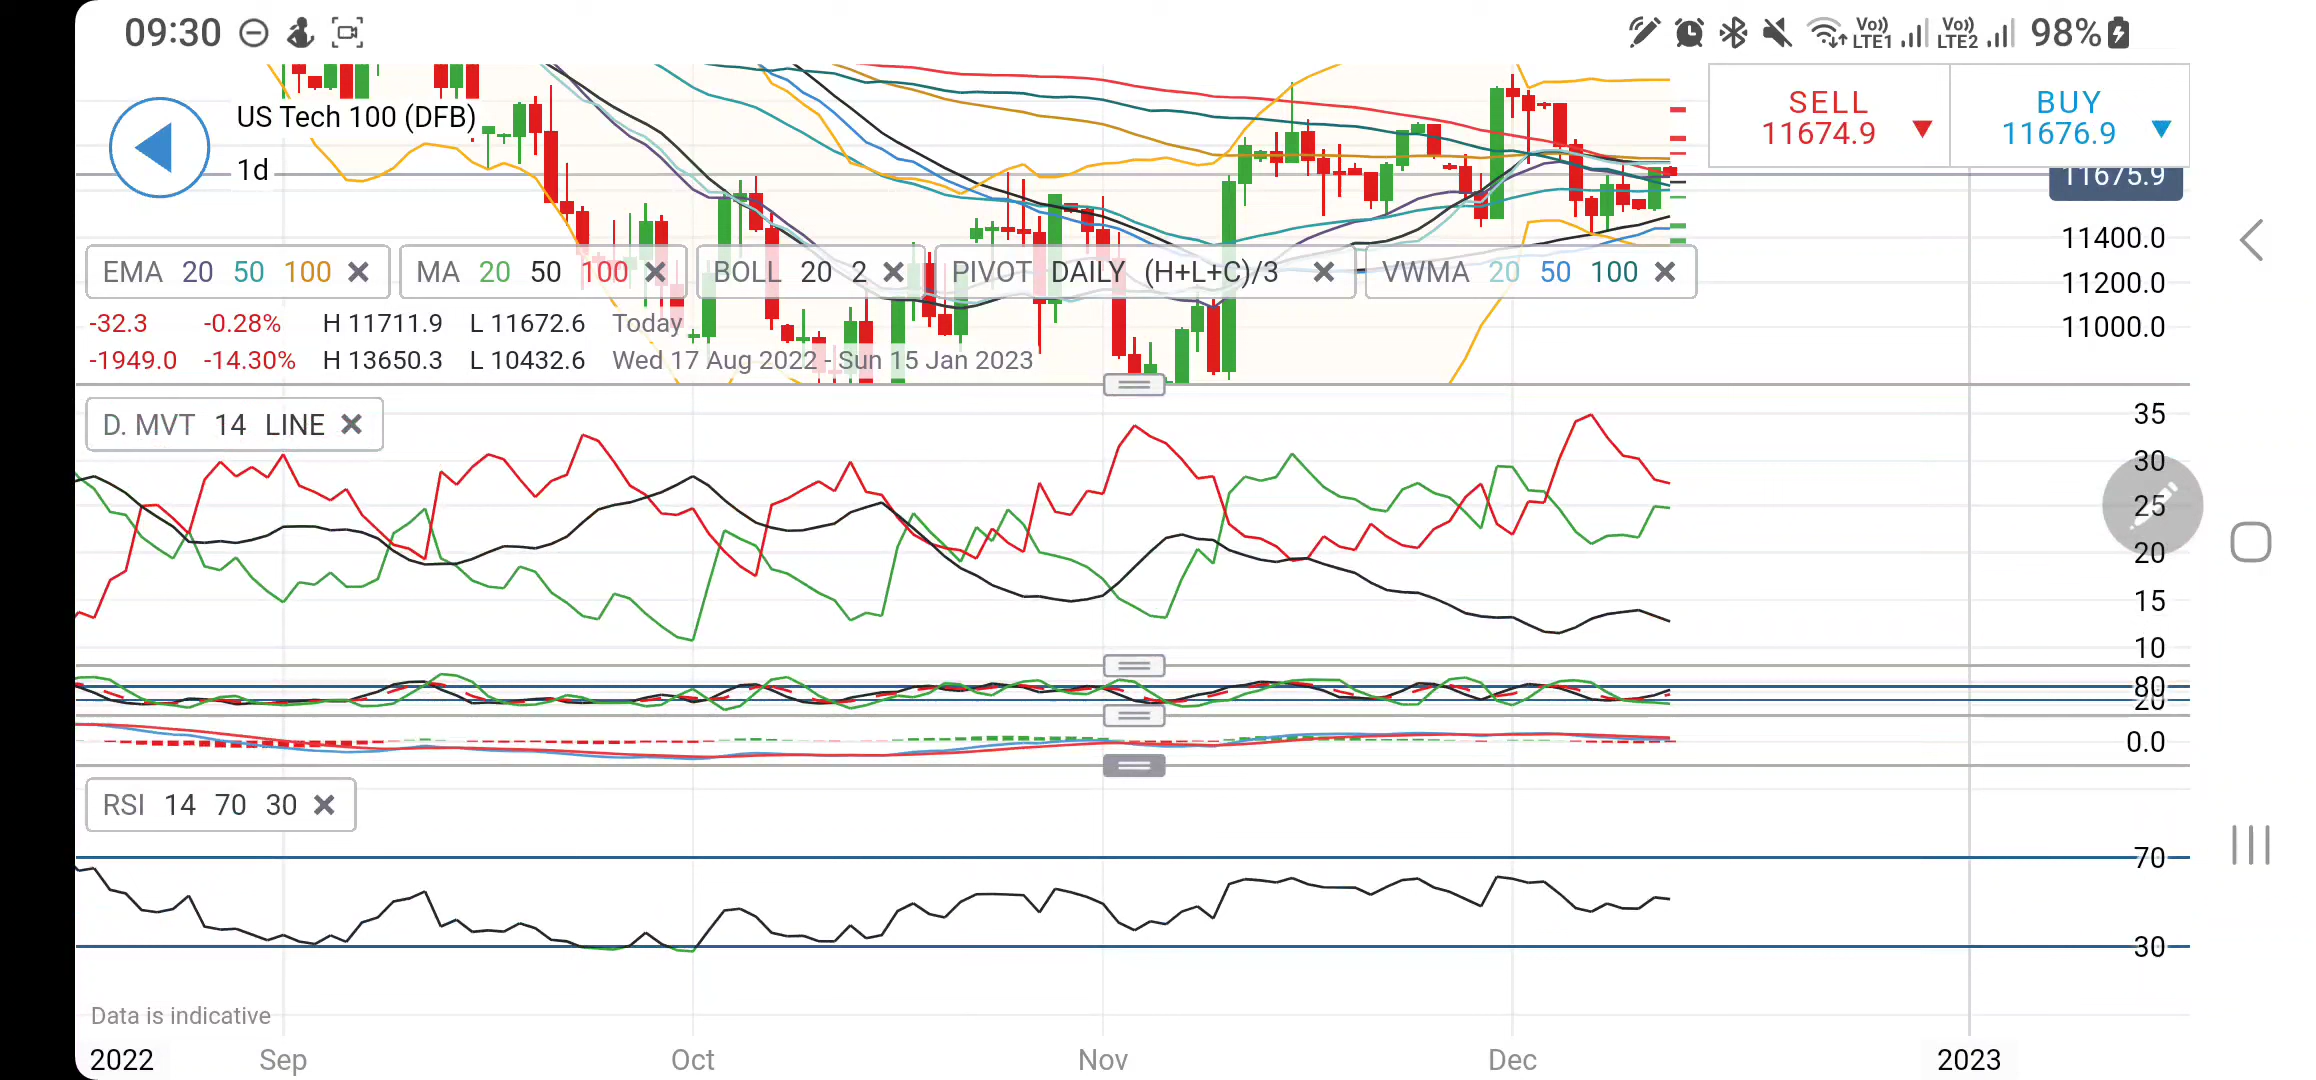 09:30
Vo)) LTE1 Vo)) LTE2 98%
US Tech 100 (DFB)
1d
SELL BUY
11674.9 11676.9
11675.9
11400.0
11200.0
11000.0
EMA 20 50 100
MA 20 50 100
BOLL 20 2
PIVOT DAILY (H+L+C)/3
VWMA 20 50 100
-32.3 -0.28% H 11711.9 L 11672.6 Today
-1949.0 -14.30% H 13650.3 L 10432.6 Wed 17 Aug 2022 - Sun 15 Jan 2023
D. MVT 14 LINE
35
30
25
20
15
10
80
20
0.0
RSI 14 70 30
70
30
Data is indicative
2022 Sep Oct Nov Dec 2023